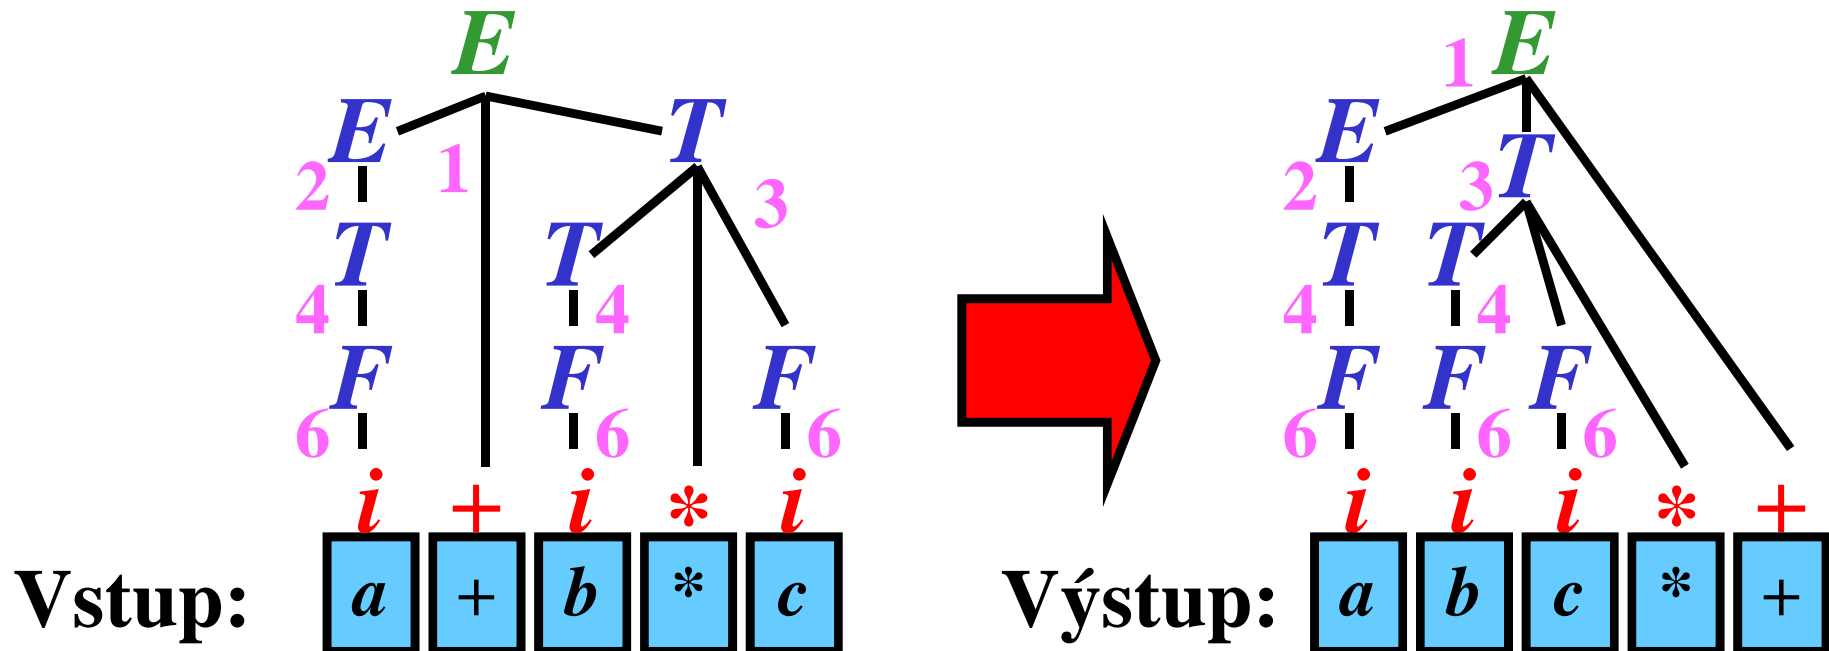 E 1 E
E T E
1 T
2 3 2 3
T T T T
4 4 4 4
F F F F F F
6 6 6 6 6 6
i + i * i i i i * +
Vstup: a + b * c Výstup: a b c * +